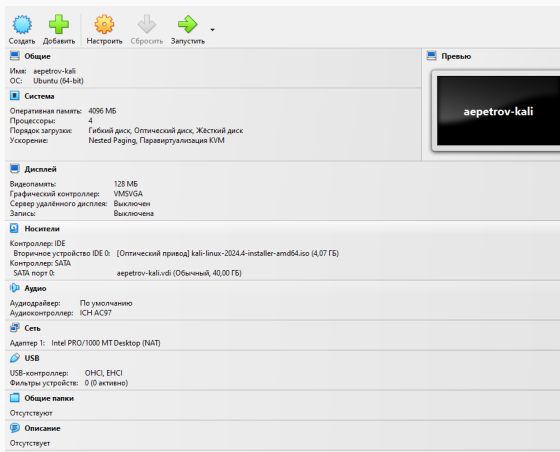 Создать Добавить Настроить Сбросить Запустить
Общие
Имя: aepetrov-kali
ОС: Ubuntu (64-bit)
Превью
aepetrov-kali
Система
Оперативная память: 4096 МБ
Процессоры: 4
Порядок загрузки: Гибкий диск, Оптический диск, Жёсткий диск
Ускорение: Nested Paging, Паравиртуализация KVM
Дисплей
Видеопамять: 128 МБ
Графический контроллер: VMSVGA
Сервер удалённого дисплея: Выключен
Запись: Выключена
Носители
Контроллер: IDE
Вторичное устройство IDE 0: [Оптический привод] kali-linux-2024.4-installer-amd64.iso (4,07 ГБ)
Контроллер: SATA
SATA порт 0: aepetrov-kali.vdi (Обычный, 40,00 ГБ)
Аудио
Аудиодрайвер: По умолчанию
Аудиоконтроллер: ICH AC97
Сеть
Адаптер 1: Intel PRO/1000 MT Desktop (NAT)
USB
USB-контроллер: OHCI, EHCI
Фильтры устройств: 0 (0 активно)
Общие папки
Отсутствуют
Описание
Отсутствует